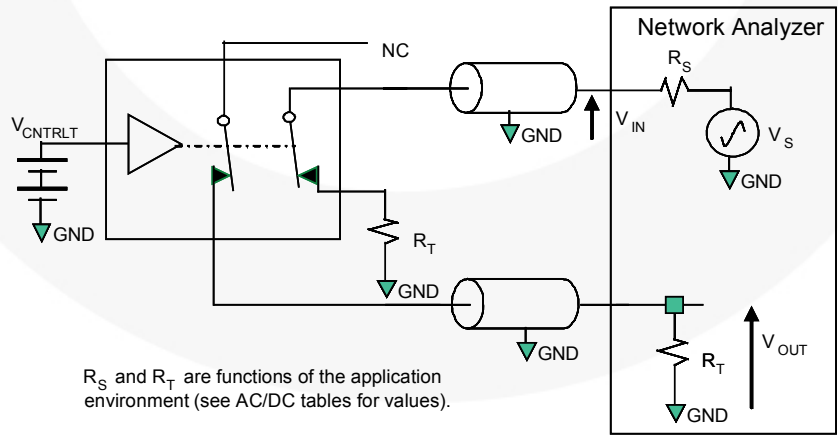 Network Analyzer
NC
R_S
V_CNTRLT
GND
V_IN
V_S
GND
GND
R_T
GND
GND
R_T
V_OUT
GND
R_S and R_T are functions of the application
environment (see AC/DC tables for values).